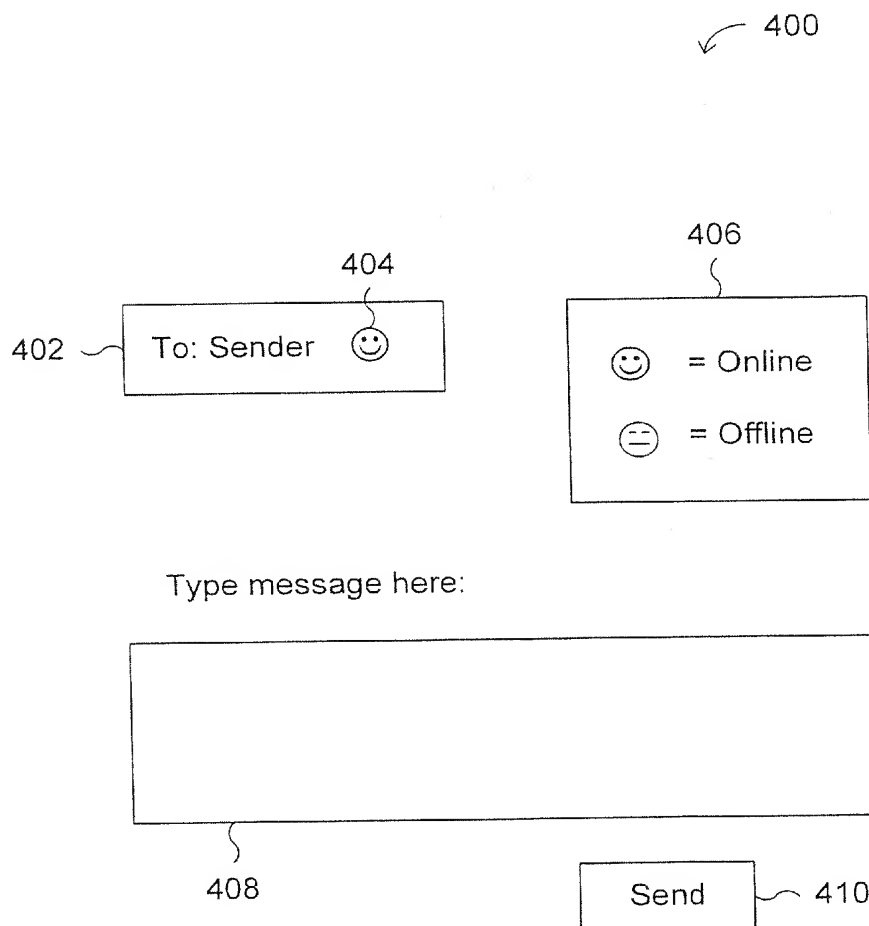 400
406
404
402
To: Sender
= Online
= Offline
Type message here:
408
Send
410